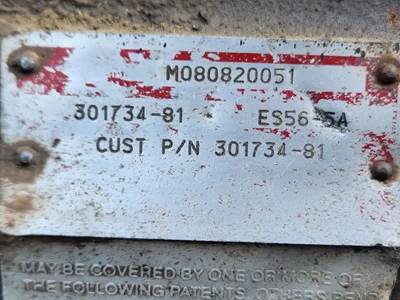 M080820051
301734-81 ES56-5A
CUST P/N 301734-81
MAY BE COVERED BY ONE OR MORE OF
THE FOLLOWING PATENTS. OTHERS